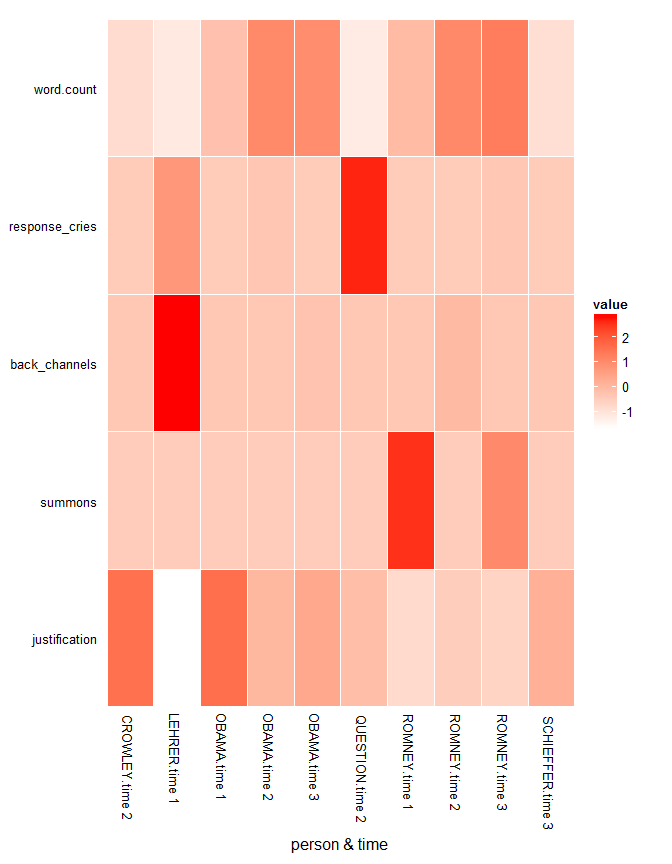 word.count
response_cries
back_channels
summons
justification
value
2
1
0
-1
CROWLEY.time 2
LEHRER.time 1
OBAMA.time 1
OBAMA.time 2
OBAMA.time 3
QUESTION.time 2
ROMNEY.time 1
ROMNEY.time 2
ROMNEY.time 3
SCHIEFFER.time 3
person & time